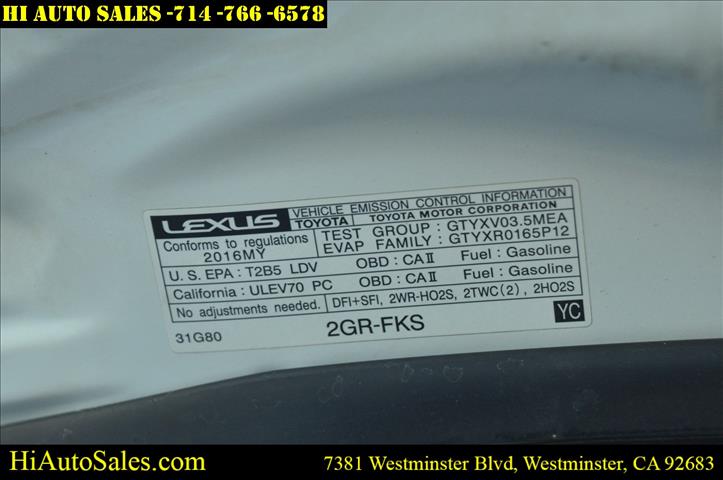 HI AUTO SALES -714 -766 -6578
LEXUS VEHICLE EMISSION CONTROL INFORMATION
TOYOTA TOYOTA MOTOR CORPORATION
Conforms to regulations TEST GROUP : GTYXV03.5MEA
2016MY EVAP FAMILY : GTYXR0165P12
U. S. EPA : T2B5 LDV OBD : CAII Fuel : Gasoline
California : ULEV70 PC OBD : CAII Fuel : Gasoline
No adjustments needed. DFI+SFI, 2WR-HO2S, 2TWC(2), 2HO2S
31G80 2GR-FKS YC
HiAutoSales.com 7381 Westminster Blvd, Westminster, CA 92683